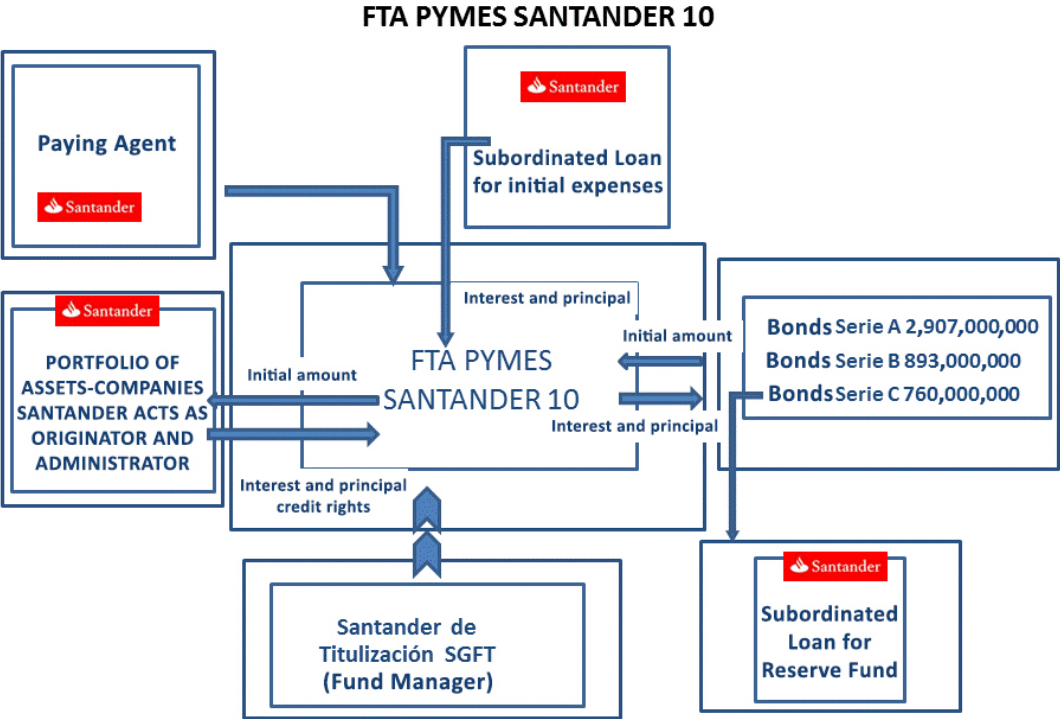 FTA PYMES SANTANDER 10
Paying Agent
Santander
Santander
Subordinated Loan
for initial expenses
Santander
PORTFOLIO OF
ASSETS-COMPANIES
SANTANDER ACTS AS
ORIGINATOR AND
ADMINISTRATOR
Initial amount
Interest and principal
credit rights
Interest and principal
FTA PYMES
SANTANDER 10
Initial amount
Interest and principal
Bonds Serie A 2,907,000,000
Bonds Serie B 893,000,000
Bonds Serie C 760,000,000
Santander de
Titulización SGFT
(Fund Manager)
Santander
Subordinated
Loan for
Reserve Fund